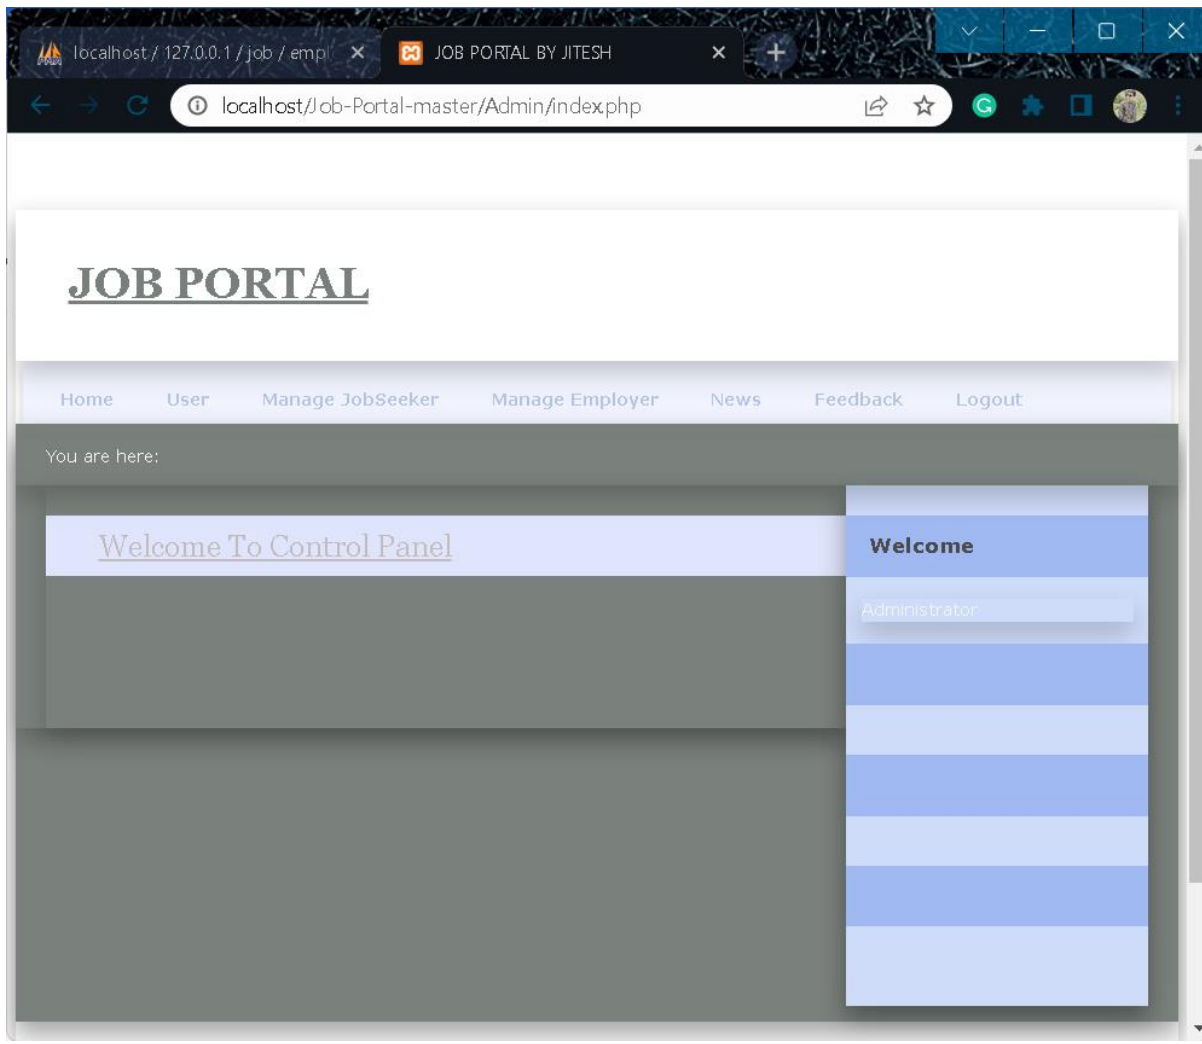 localhost / 127.0.0.1 / job / empl
JOB PORTAL BY JITESH
localhost/Job-Portal-master/Admin/index.php
JOB PORTAL
Home User Manage JobSeeker Manage Employer News Feedback Logout
You are here:
Welcome To Control Panel
Welcome
Administrator